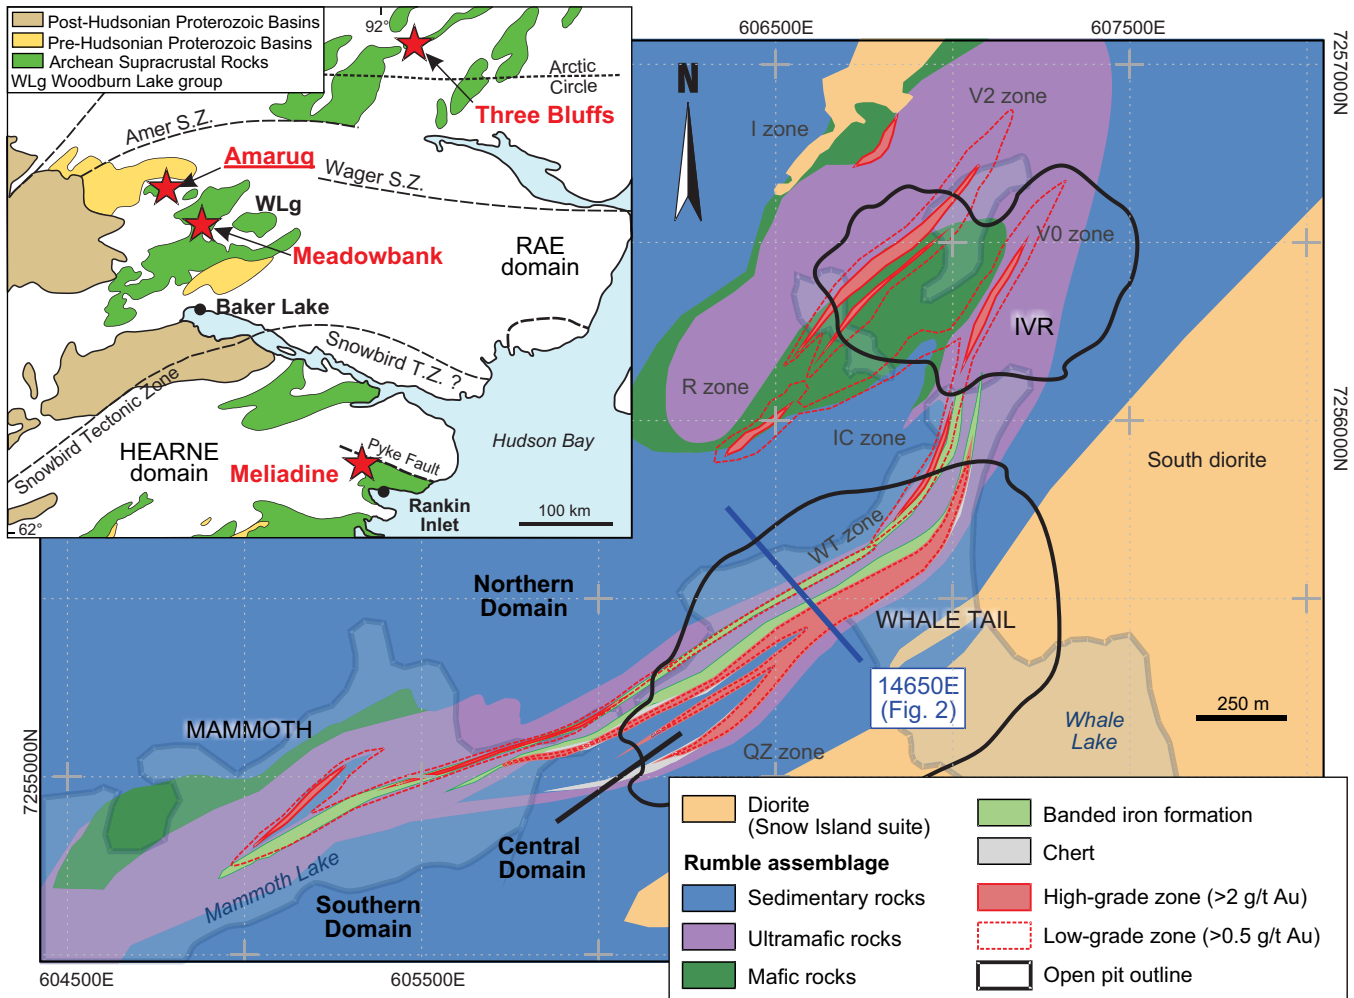 Post-Hudsonian Proterozoic Basins
Pre-Hudsonian Proterozoic Basins
Archean Supracrustal Rocks
WLg Woodburn Lake group
92°
Arctic
Circle
Three Bluffs
Amer S.Z.
Amaruq
Wager S.Z.
WLg
Meadowbank
RAE
domain
Baker Lake
Snowbird T.Z. ?
Snowbird Tectonic Zone
HEARNE
domain
Hudson Bay
Pyke Fault
Meliadine
Rankin
Inlet
100 km
62°
606500E
607500E
7257000N
N
V2 zone
I zone
V0 zone
IVR
R zone
IC zone
7256000N
South diorite
WT zone
Northern
Domain
WHALE TAIL
14650E
(Fig. 2)
250 m
Whale
Lake
MAMMOTH
QZ zone
7255000N
Central
Domain
Mammoth Lake
Southern
Domain
604500E
605500E
Diorite
(Snow Island suite)
Rumble assemblage
Sedimentary rocks
Ultramafic rocks
Mafic rocks
Banded iron formation
Chert
High-grade zone (>2 g/t Au)
Low-grade zone (>0.5 g/t Au)
Open pit outline